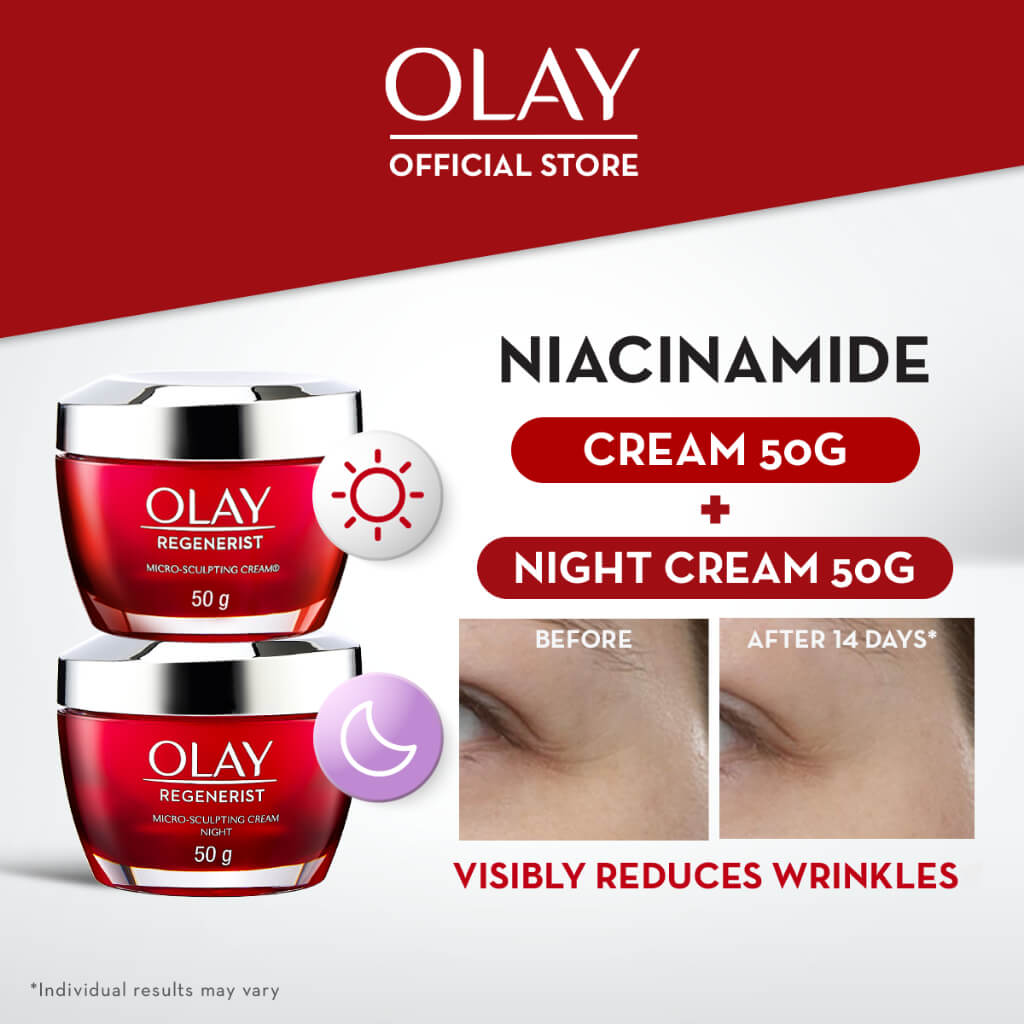 OLAY
OFFICIAL STORE
NIACINAMIDE
CREAM 50G
+
NIGHT CREAM 50G
OLAY
REGENERIST
MICRO-SCULPTING CREAM®
50 g
OLAY
REGENERIST
MICRO-SCULPTING CREAM
NIGHT
50 g
BEFORE
AFTER 14 DAYS*
VISIBLY REDUCES WRINKLES
*Individual results may vary